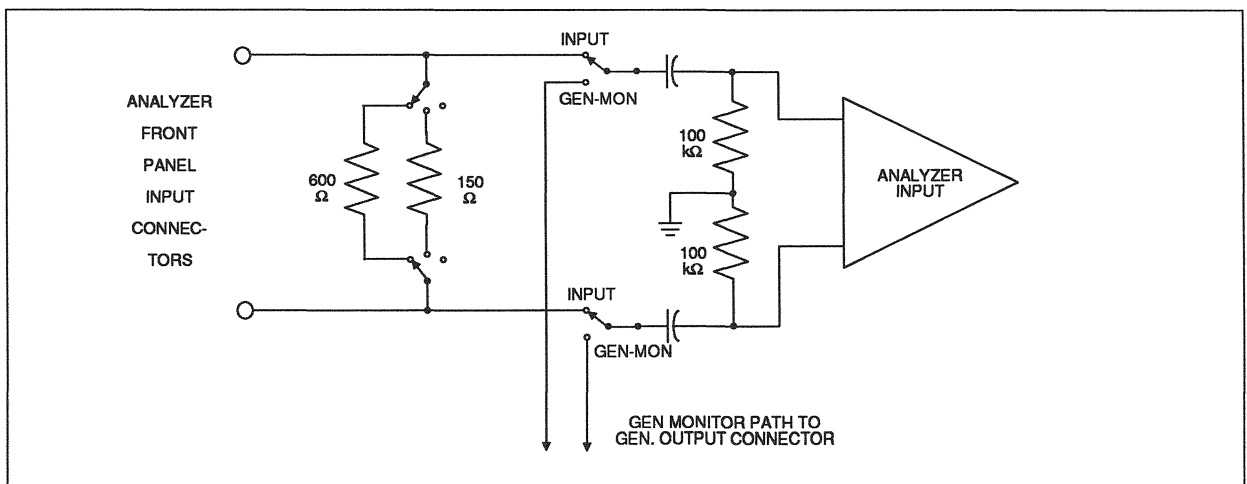 INPUT
GEN-MON
ANALYZER
FRONT
PANEL
INPUT
CONNEC-
TORS
600
Ω
150
Ω
100
kΩ
100
kΩ
ANALYZER
INPUT
INPUT
GEN-MON
GEN MONITOR PATH TO
GEN. OUTPUT CONNECTOR